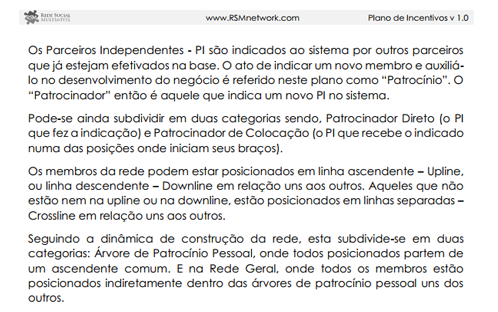 REDE SOCIAL
MULTINÍVEL
www.RSMnetwork.com
Plano de Incentivos v 1.0
Os Parceiros Independentes - PI são indicados ao sistema por outros parceiros
que já estejam efetivados na base. O ato de indicar um novo membro e auxiliá-
lo no desenvolvimento do negócio é referido neste plano como “Patrocínio”. O
“Patrocinador” então é aquele que indica um novo PI no sistema.
Pode-se ainda subdividir em duas categorias sendo, Patrocinador Direto (o PI
que fez a indicação) e Patrocinador de Colocação (o PI que recebe o indicado
numa das posições onde iniciam seus braços).
Os membros da rede podem estar posicionados em linha ascendente – Upline,
ou linha descendente – Downline em relação uns aos outros. Aqueles que não
estão nem na upline ou na downline, estão posicionados em linhas separadas –
Crossline em relação uns aos outros.
Seguindo a dinâmica de construção da rede, esta subdivide-se em duas
categorias: Árvore de Patrocínio Pessoal, onde todos posicionados partem de
um ascendente comum. E na Rede Geral, onde todos os membros estão
posicionados indiretamente dentro das árvores de patrocínio pessoal uns dos
outros.